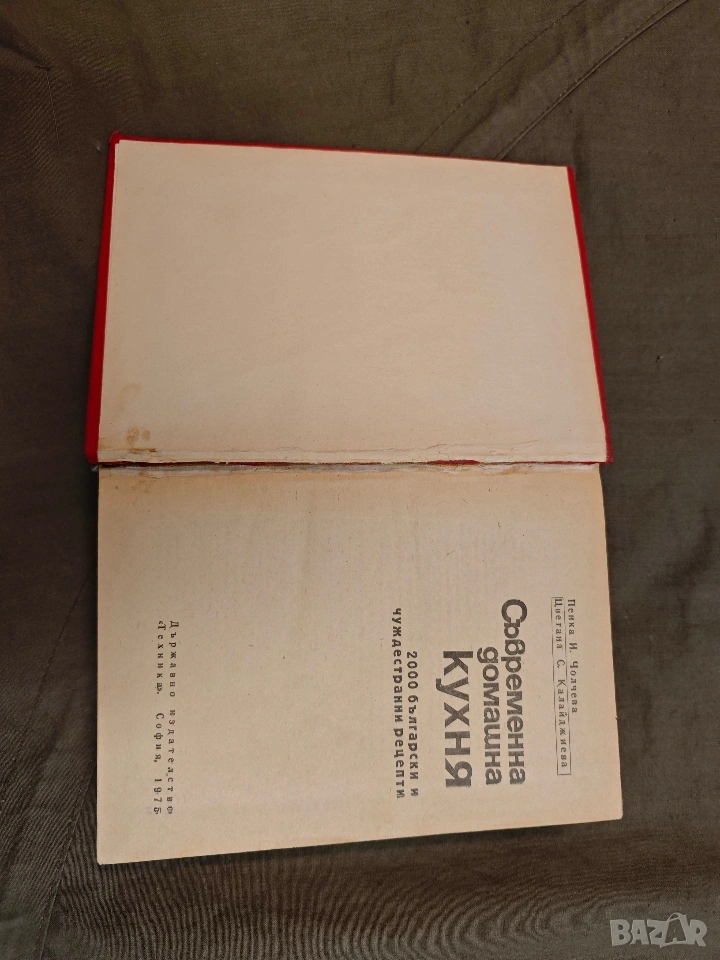 Пенка И. Чолчева
Цветана С. Калайджиева
Съвременна
домашна
кухня
2000 български и
чуждестранни рецепти
Държавно издателство
«Техника». София, 1975
BAZAR